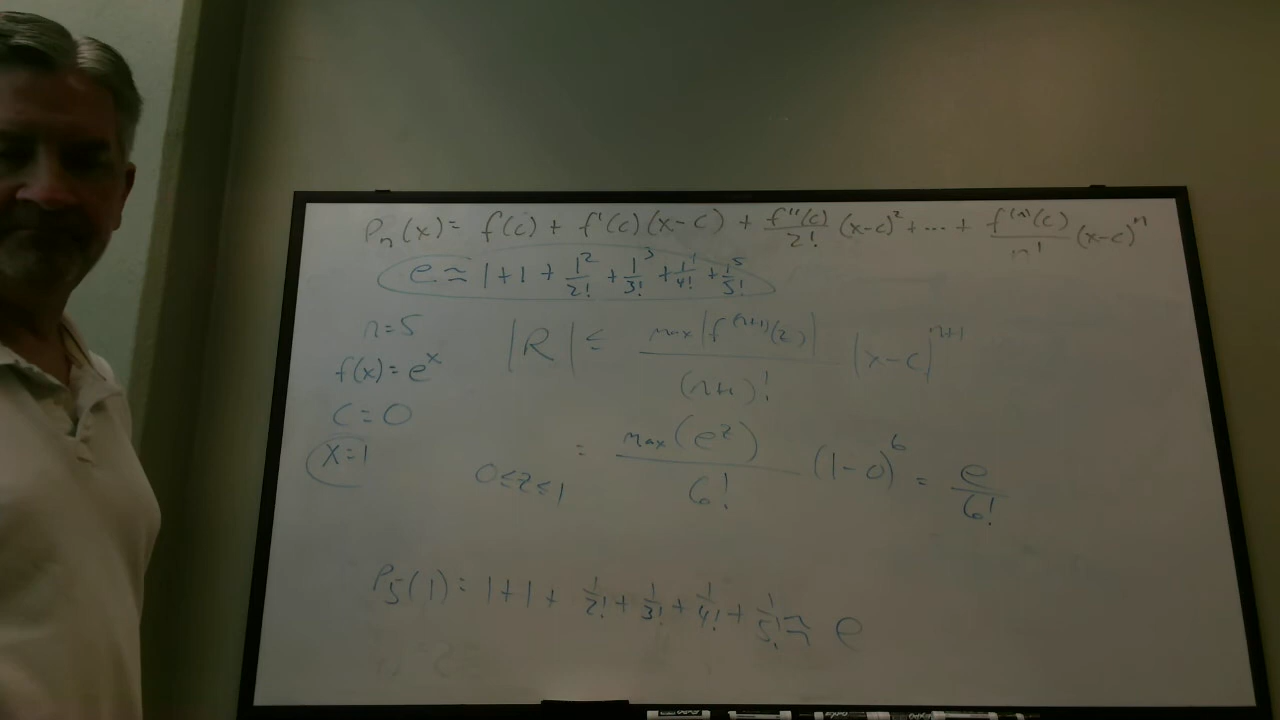 Pₙ(x) = f(c) + f'(c)(x-c) + f''(c)/2! (x-c)² + ... + f⁽ⁿ⁾(c)/n! (x-c)ⁿ
e ≈ 1+1 + 1²/2! + 1³/3! + 1/4! + 1⁵/5!
n=5
|R| ≤ max|f⁽ⁿ⁺¹⁾(z)|/(n+1)! (x-c)ⁿ⁺¹
f(x) = eˣ
c = 0
x=1
0≤z≤1
= max(e^z)/6! (1-0)⁶ = e/6!
P₅(1) = 1+1+ 1/2! + 1/3! + 1/4! + 1/5! ≈ e